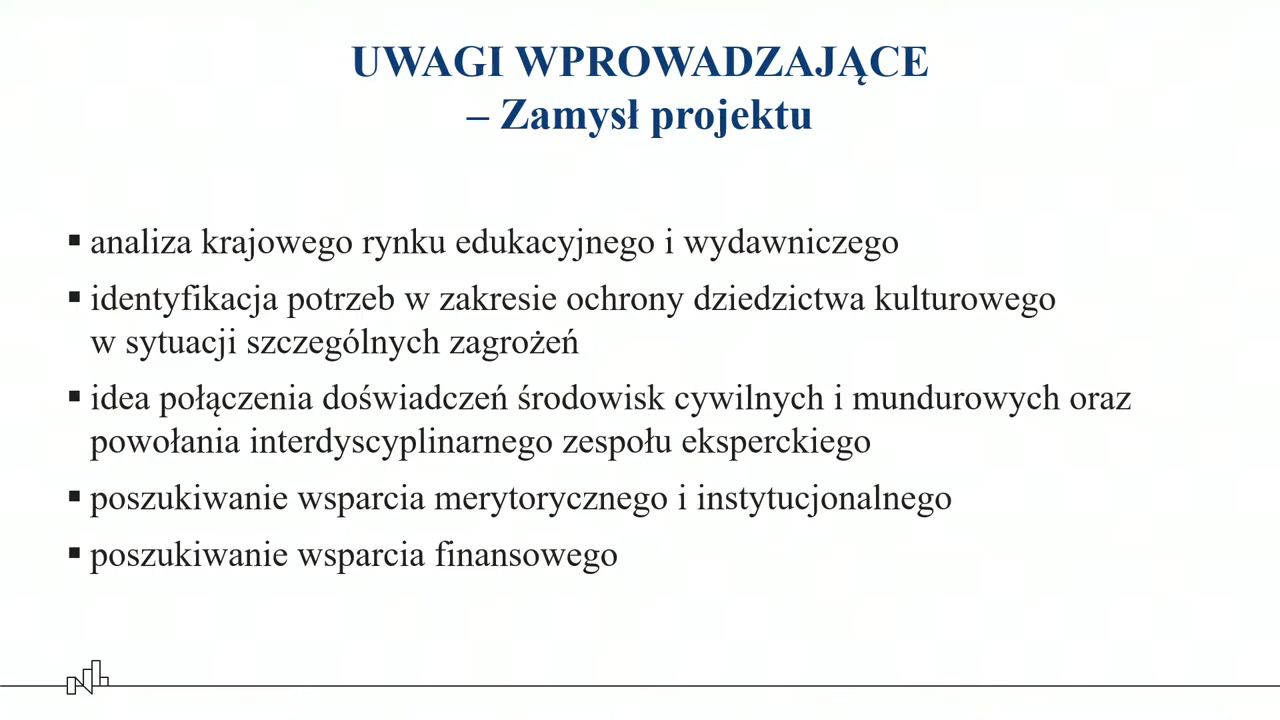 UWAGI WPROWADZAJĄCE
– Zamysł projektu
▪ analiza krajowego rynku edukacyjnego i wydawniczego
▪ identyfikacja potrzeb w zakresie ochrony dziedzictwa kulturowego
w sytuacji szczególnych zagrożeń
▪ idea połączenia doświadczeń środowisk cywilnych i mundurowych oraz
powołania interdyscyplinarnego zespołu eksperckiego
▪ poszukiwanie wsparcia merytorycznego i instytucjonalnego
▪ poszukiwanie wsparcia finansowego